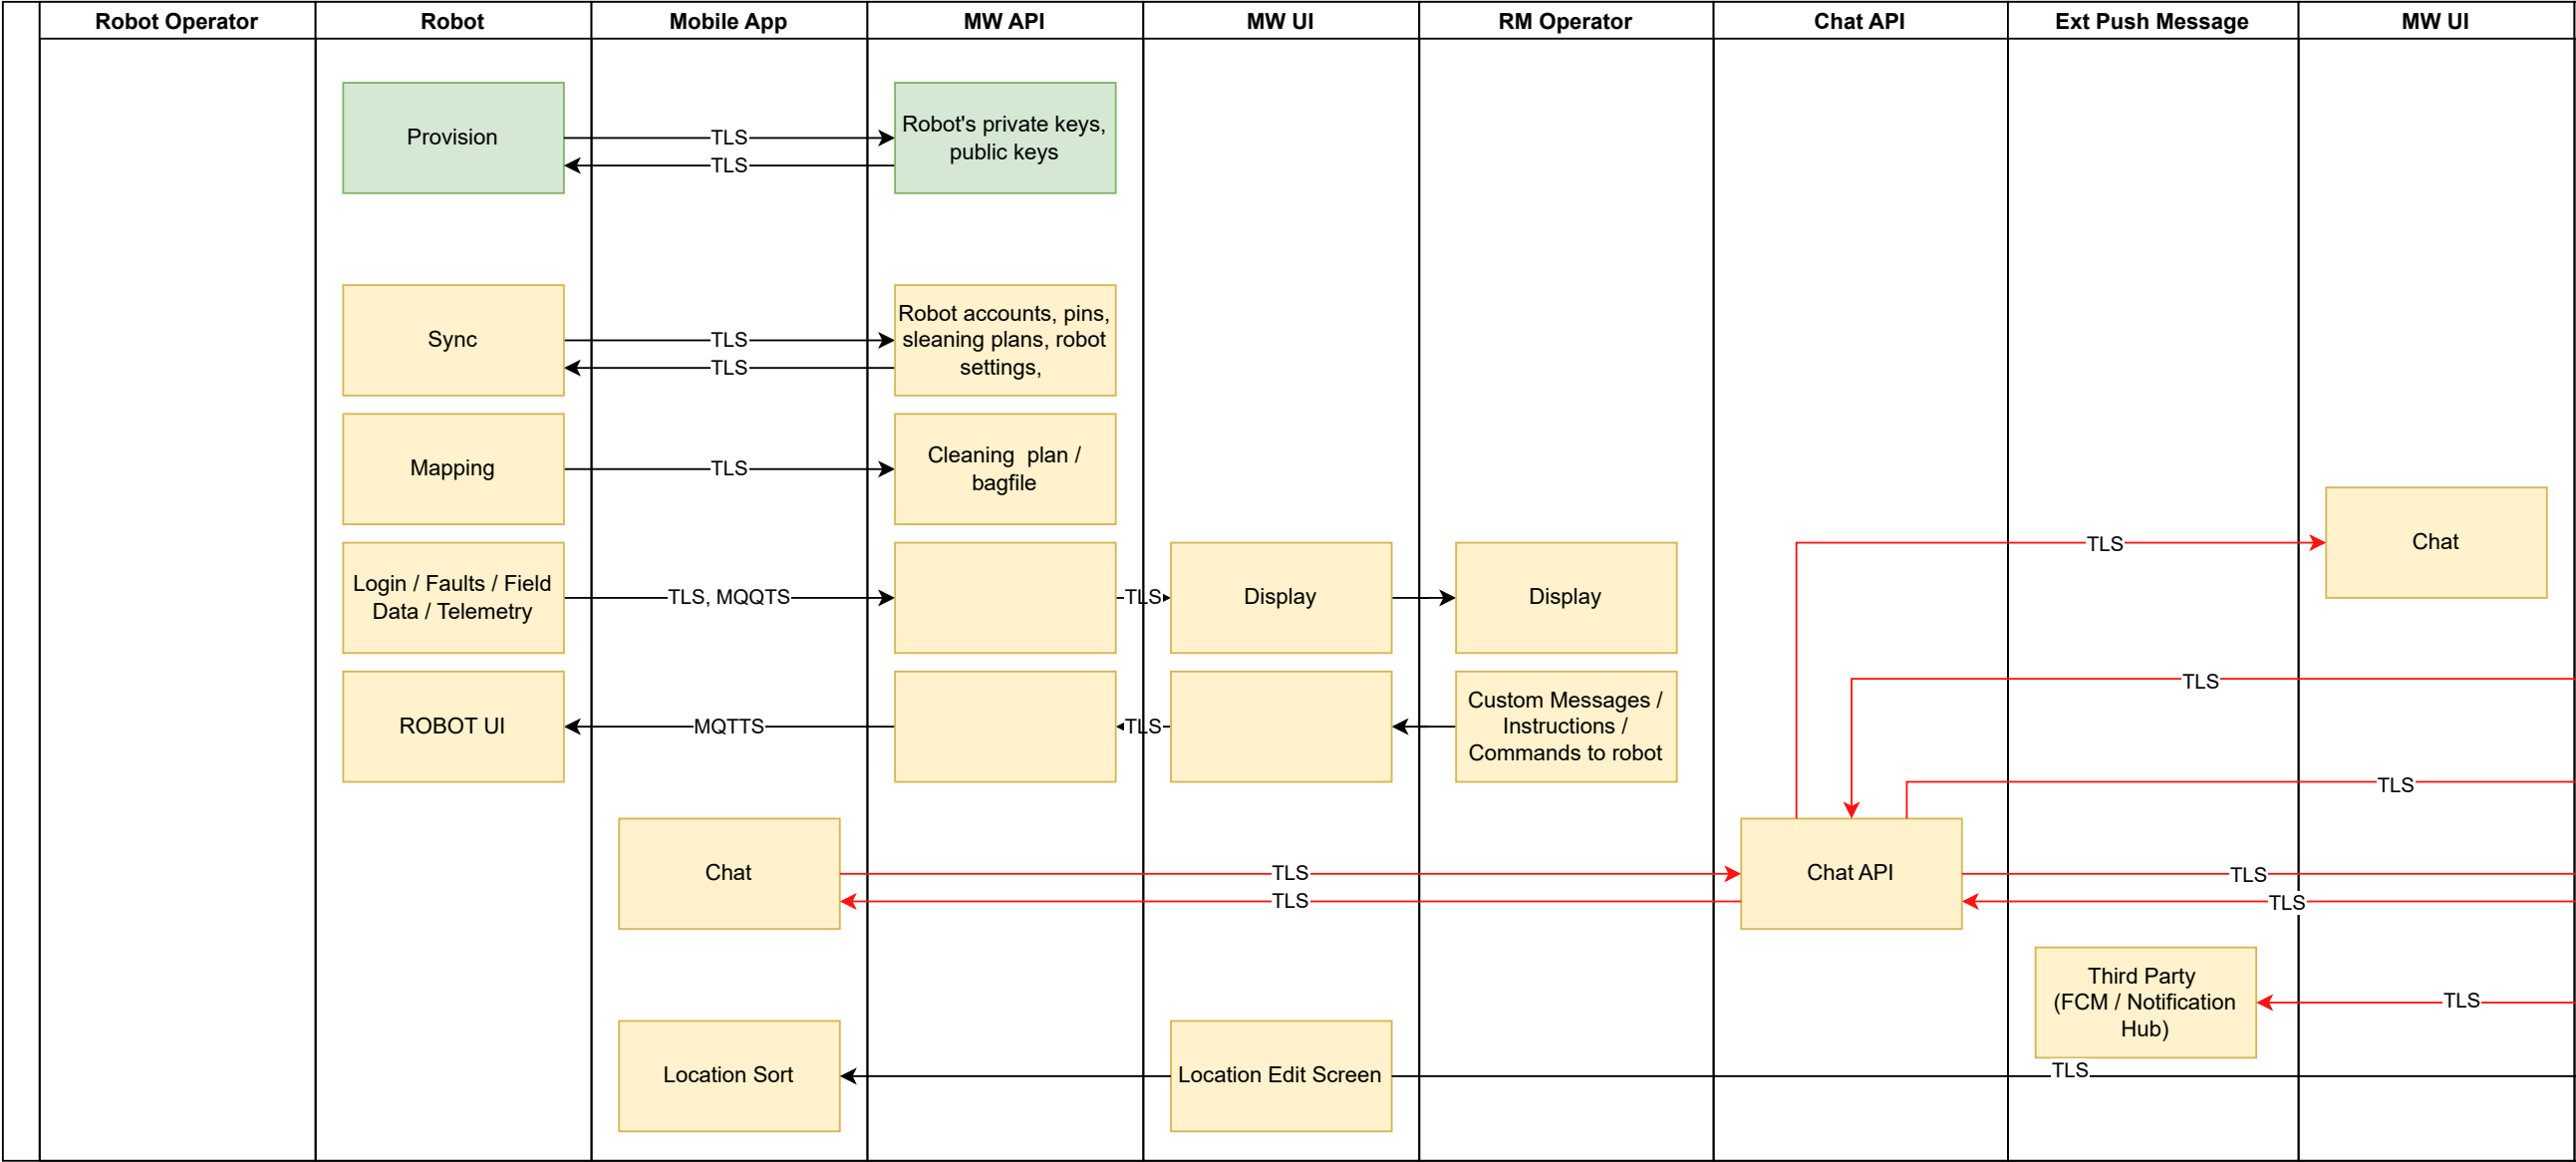 Robot Operator
Robot
Mobile App
MW API
MW UI
RM Operator
Chat API
Ext Push Message
MW UI
Provision
TLS
TLS
Robot's private keys,
public keys
Sync
TLS
TLS
Robot accounts, pins,
sleaning plans, robot
settings,
Mapping
TLS
Cleaning plan /
bagfile
TLS
Chat
Login / Faults / Field
Data / Telemetry
TLS, MQQTS
TLS
Display
Display
TLS
ROBOT UI
MQTTS
TLS
Custom Messages /
Instructions /
Commands to robot
TLS
Chat
TLS
TLS
Chat API
TLS
TLS
Third Party
(FCM / Notification
Hub)
TLS
Location Sort
Location Edit Screen
TLS